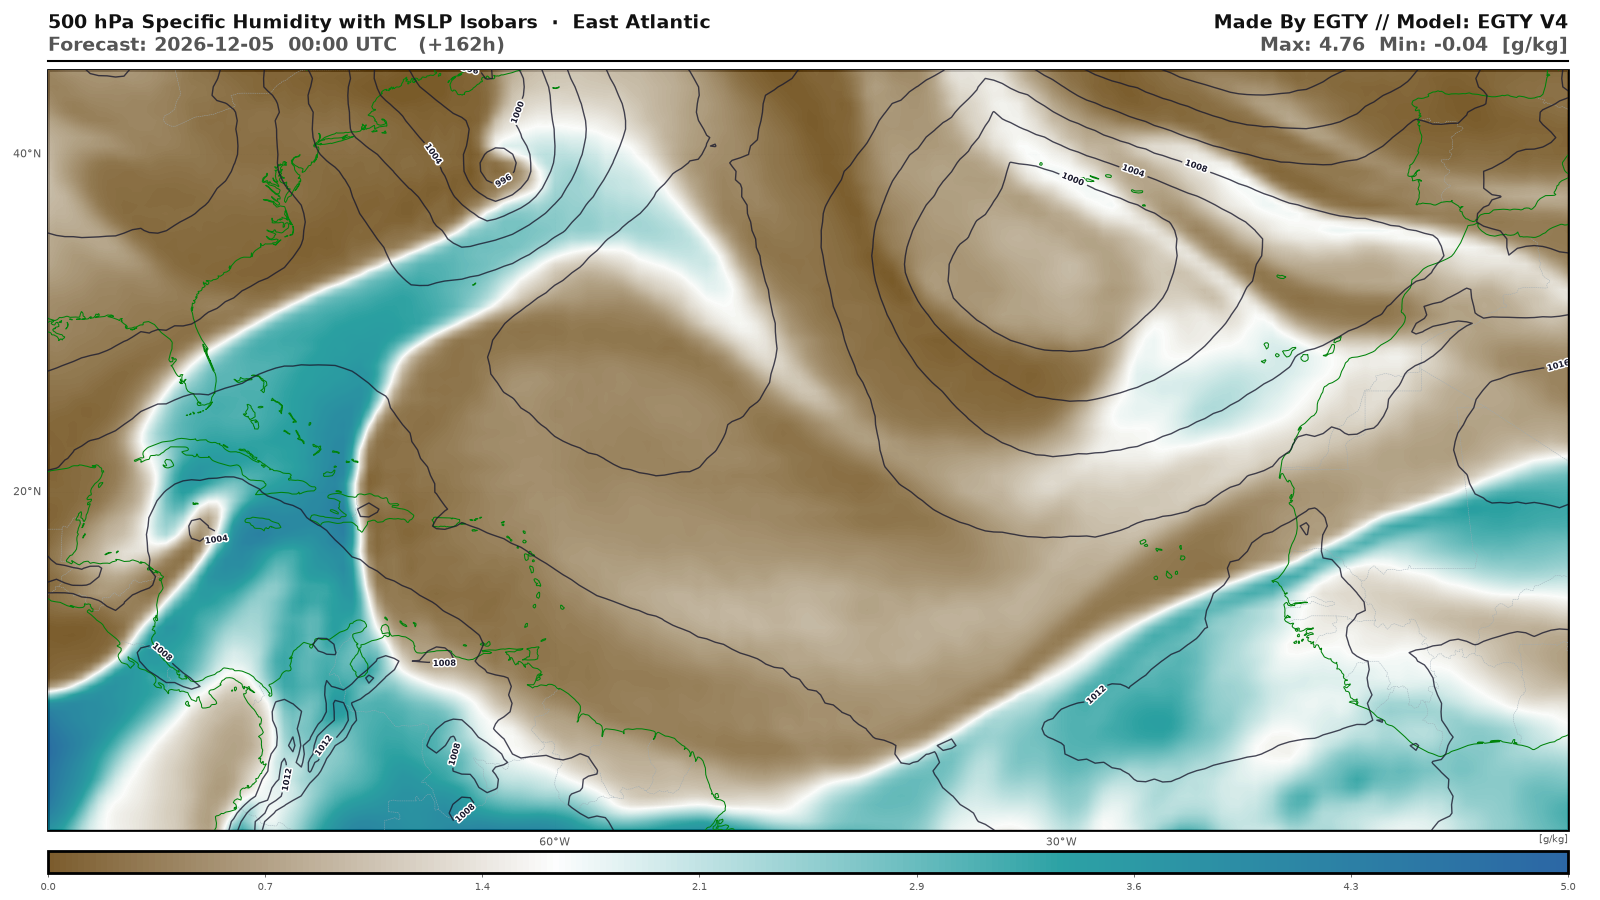 500 hPa Specific Humidity with MSLP Isobars · East Atlantic
Made By EGTY // Model: EGTY V4
Forecast: 2026-12-05 00:00 UTC (+162h)
Max: 4.76 Min: -0.04 [g/kg]
1000
1004
996
40°N
1008
1004
1000
1016
20°N
1004
1008
1008
1012
1012
1008
1012
1008
60°W
30°W
[g/kg]
0.0
0.7
1.4
2.1
2.9
3.6
4.3
5.0